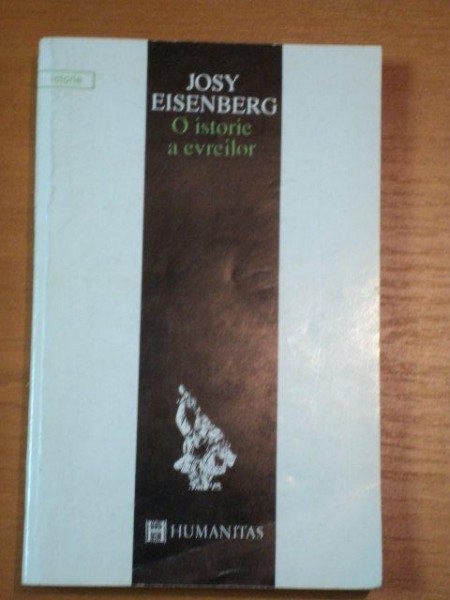 istorie
JOSY
EISENBERG
O istorie
a evreilor
HUMANITAS